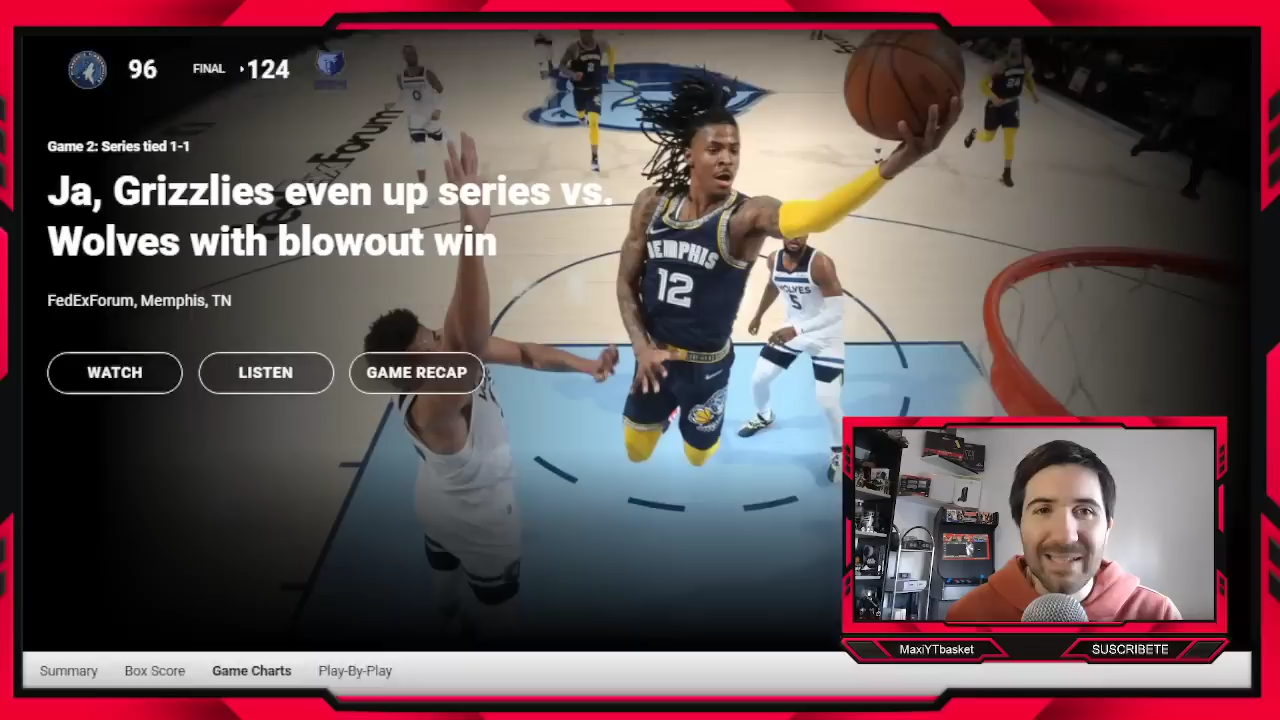 96 FINAL 124
Game 2: Series tied 1-1
Ja, Grizzlies even up series vs.
Wolves with blowout win
FedExForum, Memphis, TN
WATCH LISTEN GAME RECAP
MEMPHIS
12
WOLVES
5
MaxiYTbasket SUSCRIBETE
Summary Box Score Game Charts Play-By-Play